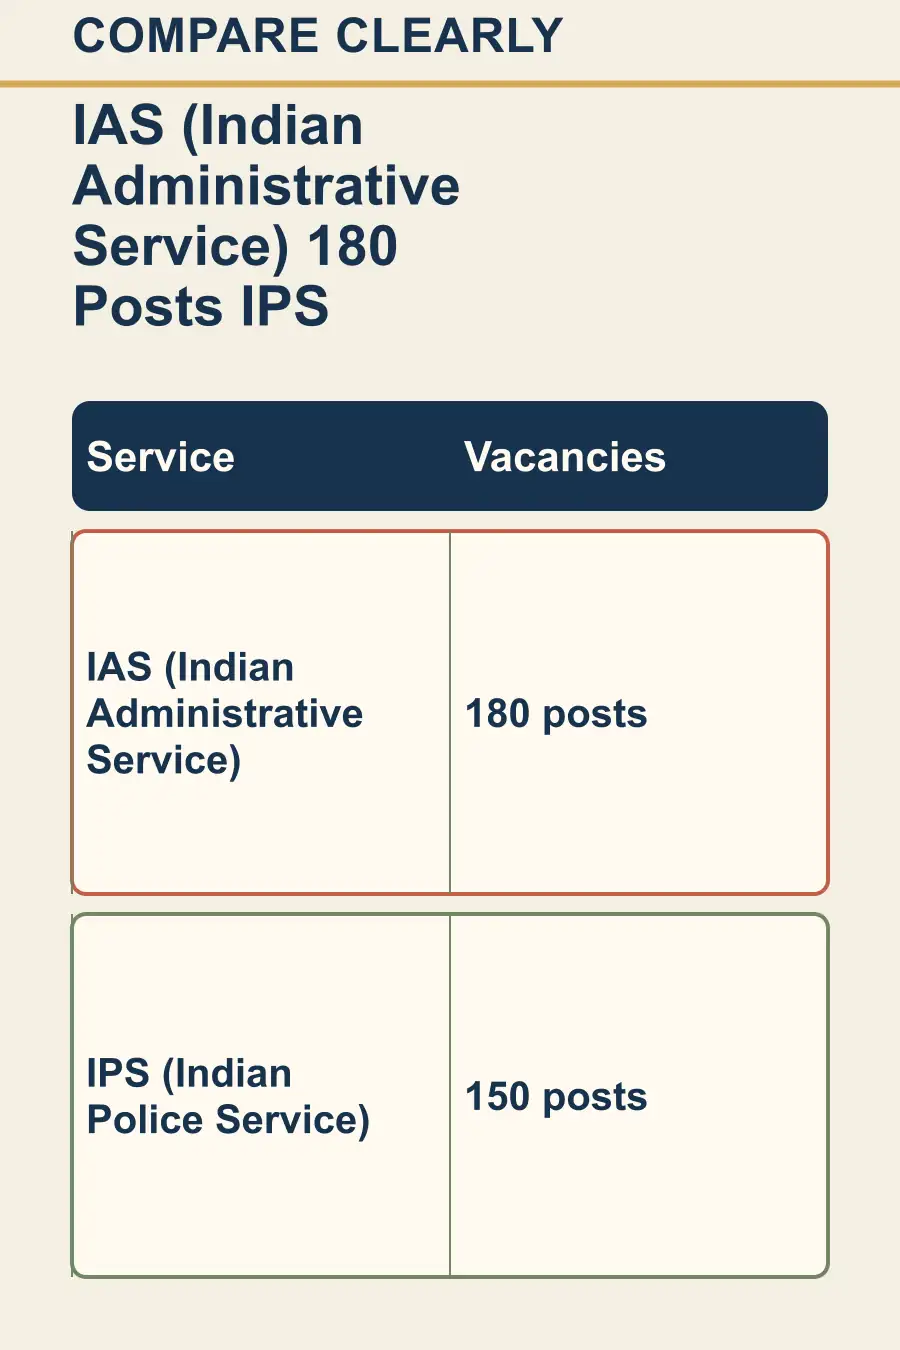 COMPARE CLEARLY
IAS (Indian
Administrative
Service) 180
Posts IPS
Service Vacancies
IAS (Indian
Administrative
Service)
180 posts
IPS (Indian
Police Service)
150 posts